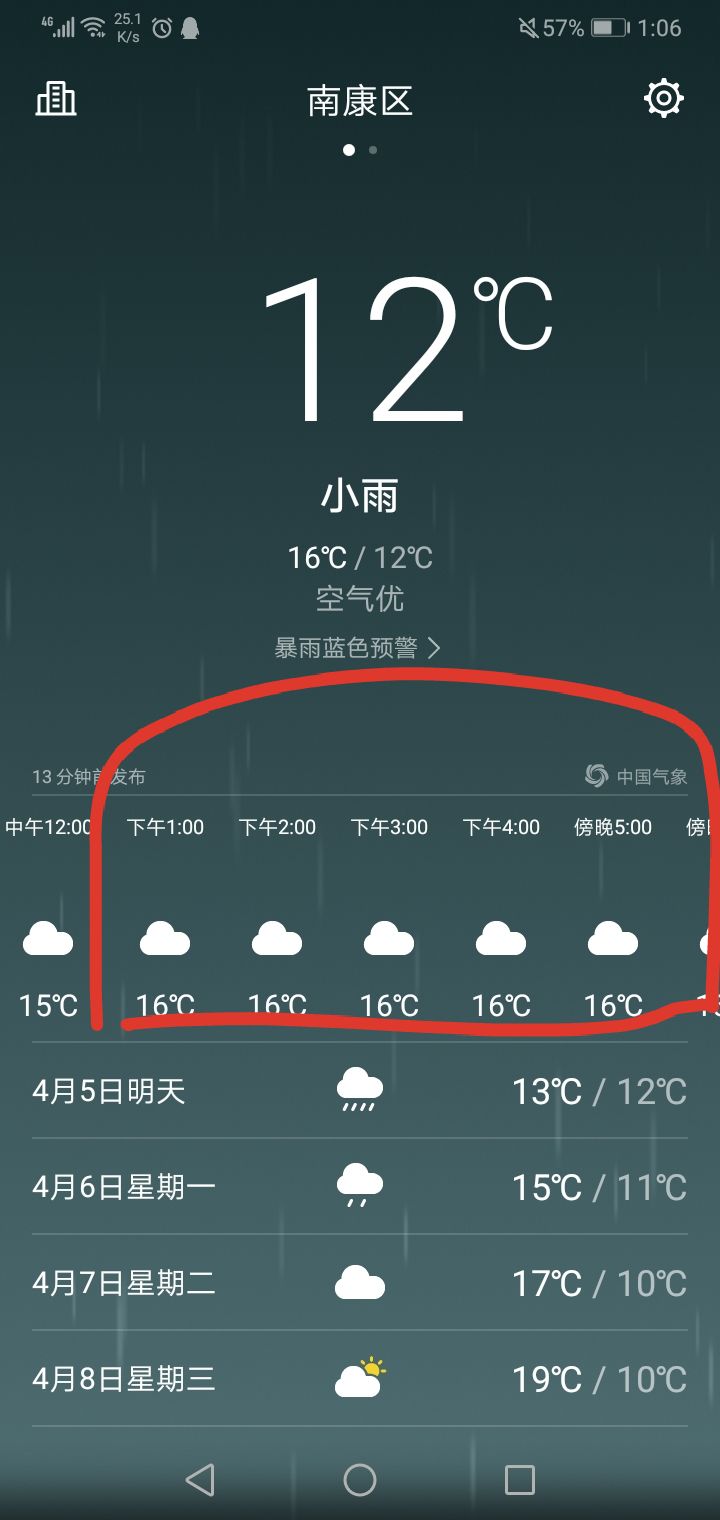 4G 25.1 K/s 57% 1:06
南康区
12℃
小雨
16℃ / 12℃
空气优
暴雨蓝色预警
13 分钟前发布 中国气象
中午12:00 下午1:00 下午2:00 下午3:00 下午4:00 傍晚5:00 傍
15℃ 16℃ 16℃ 16℃ 16℃ 16℃
4月5日明天 13℃ / 12℃
4月6日星期一 15℃ / 11℃
4月7日星期二 17℃ / 10℃
4月8日星期三 19℃ / 10℃